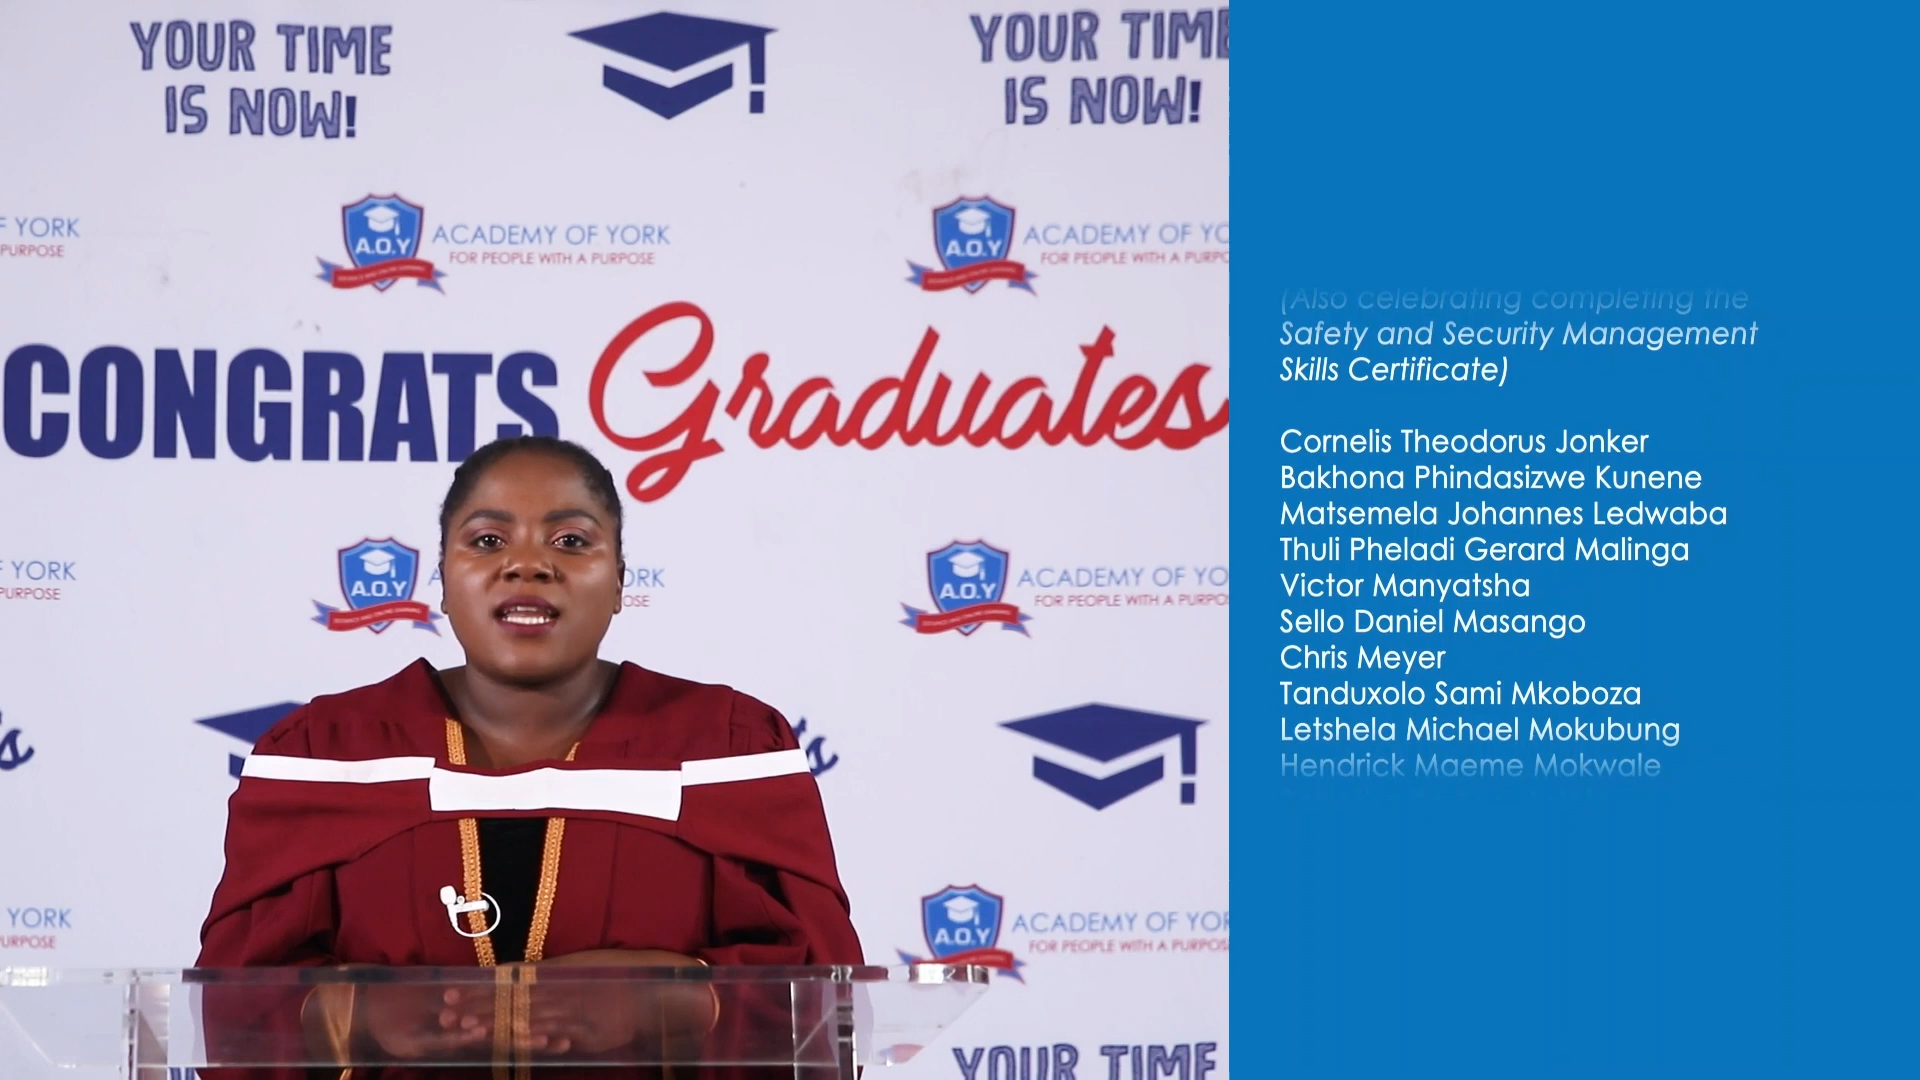 YOUR TIME
IS NOW!
YOUR TIME
IS NOW!
F YORK
PURPOSE
A.O.Y
ACADEMY OF YORK
FOR PEOPLE WITH A PURPOSE
A.O.Y
ACADEMY OF YO
FOR PEOPLE WITH A PURPO
CONGRATS Graduates
F YORK
PURPOSE
A.O.Y
A
ORK
OSE
A.O.Y
ACADEMY OF YO
FOR PEOPLE WITH A PURPO
s
s
YORK
URPOSE
A.O.Y
ACADEMY OF YOR
FOR PEOPLE WITH A PURPOS
YOUR TIME
(Also celebrating completing the
Safety and Security Management
Skills Certificate)
Cornelis Theodorus Jonker
Bakhona Phindasizwe Kunene
Matsemela Johannes Ledwaba
Thuli Pheladi Gerard Malinga
Victor Manyatsha
Sello Daniel Masango
Chris Meyer
Tanduxolo Sami Mkoboza
Letshela Michael Mokubung
Hendrick Maeme Mokwale